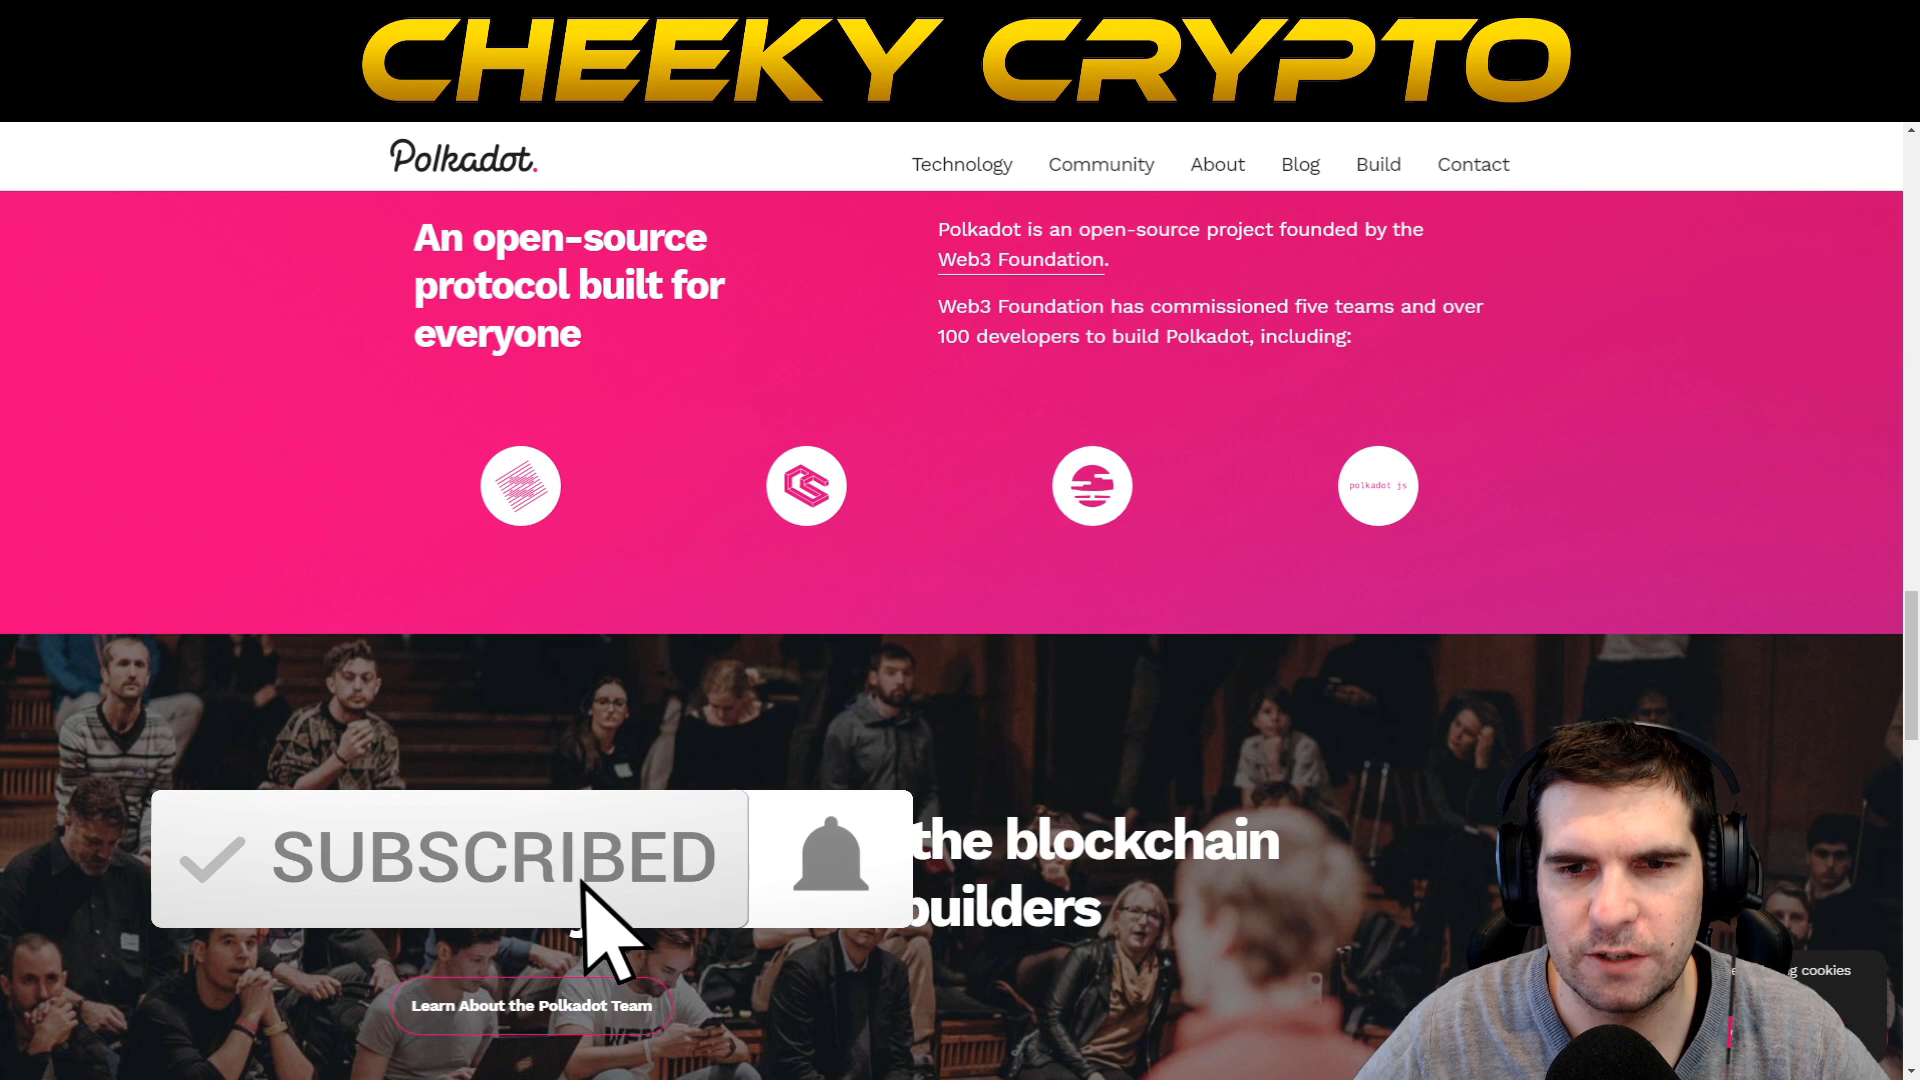 CHEEKY CRYPTO
Polkadot.
Technology Community About Blog Build Contact
An open-source
protocol built for
everyone
Polkadot is an open-source project founded by the
Web3 Foundation.
Web3 Foundation has commissioned five teams and over
100 developers to build Polkadot, including:
polkadot js
SUBSCRIBED
the blockchain
builders
Learn About the Polkadot Team
cookies